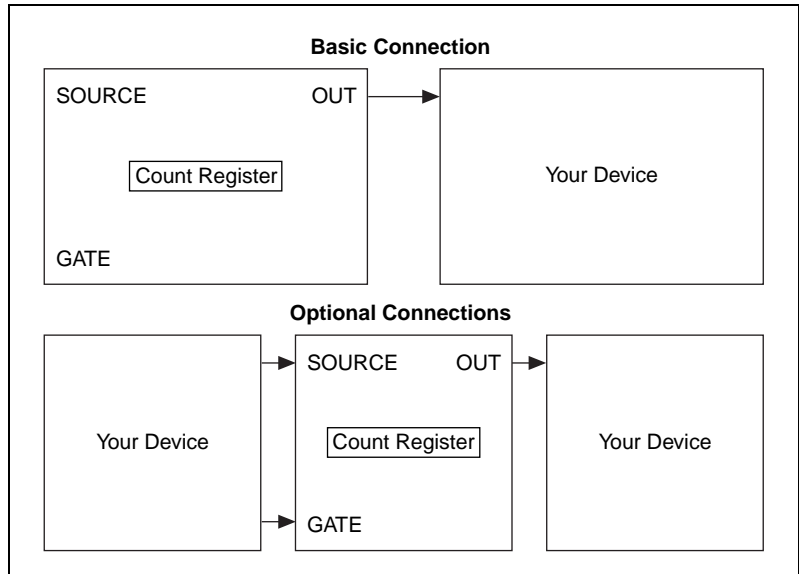 Basic Connection
SOURCE OUT
Count Register
Your Device
GATE
Optional Connections
SOURCE OUT
Your Device
Count Register
Your Device
GATE